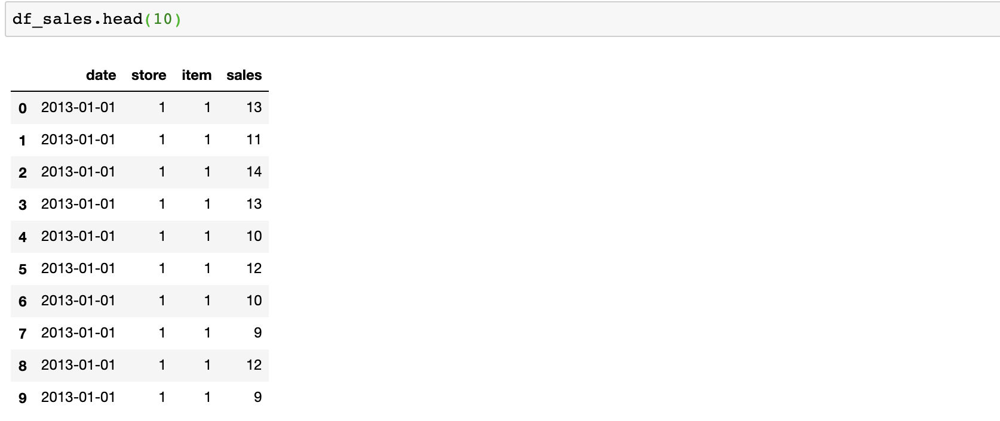 df_sales.head(10)
date store item sales
0 2013-01-01 1 1 13
1 2013-01-01 1 1 11
2 2013-01-01 1 1 14
3 2013-01-01 1 1 13
4 2013-01-01 1 1 10
5 2013-01-01 1 1 12
6 2013-01-01 1 1 10
7 2013-01-01 1 1 9
8 2013-01-01 1 1 12
9 2013-01-01 1 1 9